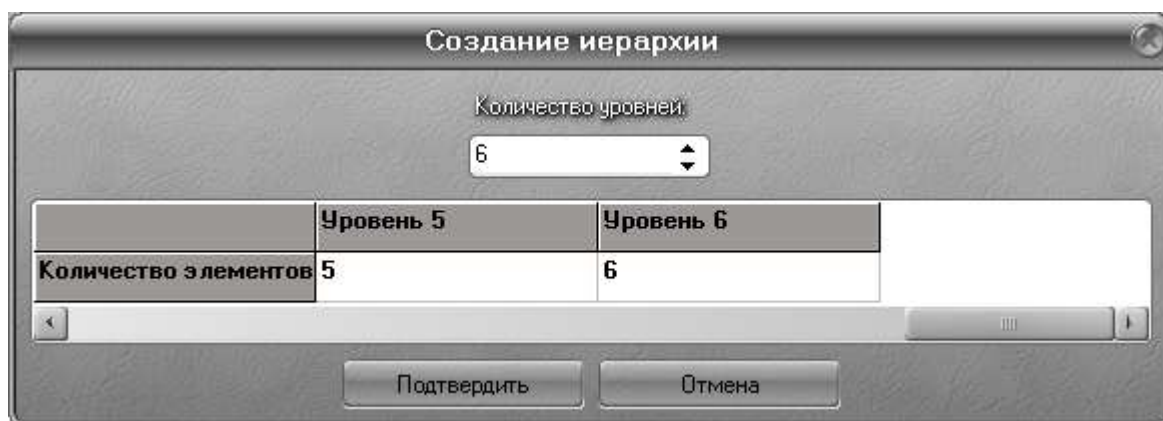 Создание иерархии
Количество уровней:
6
Уровень 5 Уровень 6
Количество элементов 5 6
Подтвердить Отмена